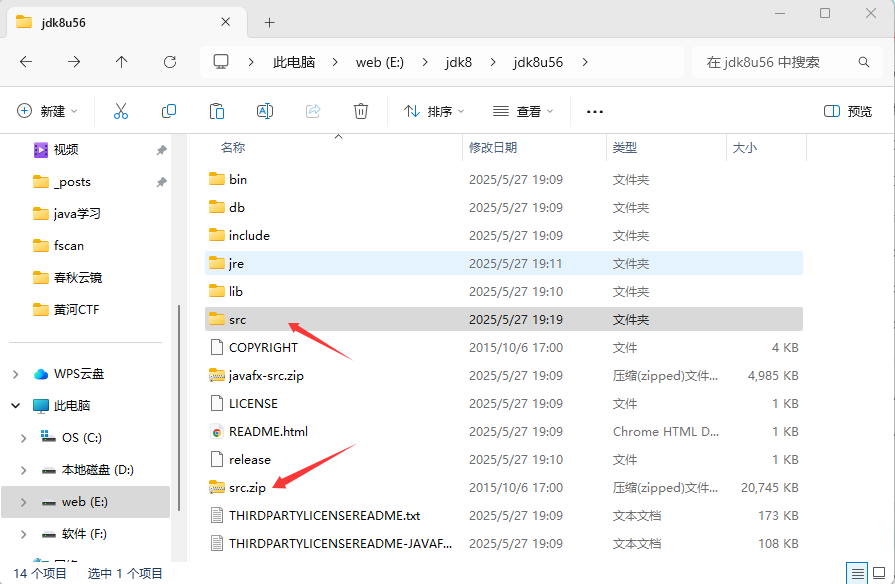 jdk8u56
此电脑 web (E:) jdk8 jdk8u56
在 jdk8u56 中搜索
新建 排序 查看 预览
视频
_posts
java学习
fscan
春秋云镜
黄河CTF
WPS云盘
此电脑
OS (C:)
本地磁盘 (D:)
web (E:)
软件 (F:)
名称 修改日期 类型 大小
bin 2025/5/27 19:09 文件夹
db 2025/5/27 19:09 文件夹
include 2025/5/27 19:09 文件夹
jre 2025/5/27 19:11 文件夹
lib 2025/5/27 19:10 文件夹
src 2025/5/27 19:19 文件夹
COPYRIGHT 2015/10/6 17:00 文件 4 KB
javafx-src.zip 2025/5/27 19:09 压缩(zipped)文件... 4,985 KB
LICENSE 2025/5/27 19:09 文件 1 KB
README.html 2025/5/27 19:09 Chrome HTML D... 1 KB
release 2025/5/27 19:10 文件 1 KB
src.zip 2015/10/6 17:00 压缩(zipped)文件... 20,745 KB
THIRDPARTYLICENSEREADME.txt 2025/5/27 19:09 文本文档 173 KB
THIRDPARTYLICENSEREADME-JAVAF... 2025/5/27 19:09 文本文档 108 KB
14 个项目 选中 1 个项目